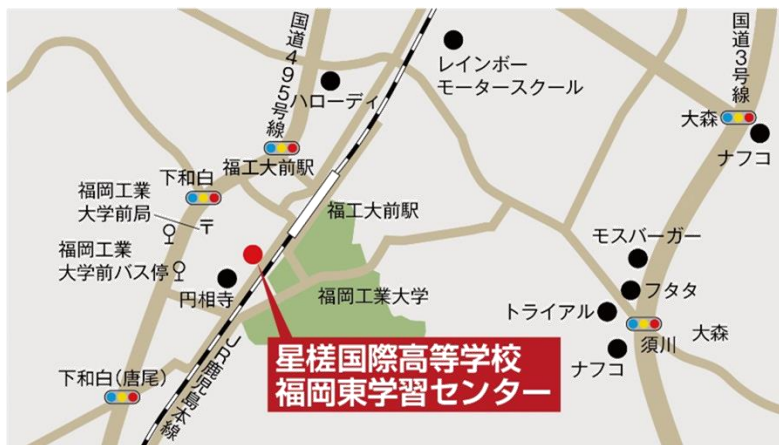 国道495号線
ハローディ
レインボー
モータースクール
国道3号線
大森
ナフコ
福工大前駅
下和白
福岡工業
大学前局
〒
福岡工業
大学前バス停
円相寺
福工大前駅
福岡工業大学
モスバーガー
フタタ
トライアル
須川
大森
ナフコ
下和白(唐尾)
JR鹿児島本線
星槎国際高等学校
福岡東学習センター